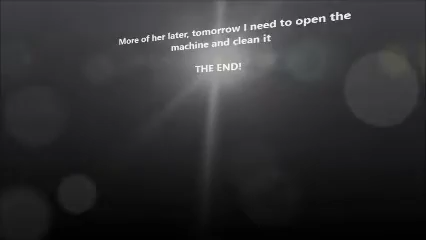 More of her later, tomorrow I need to open the
machine and clean it
THE END!